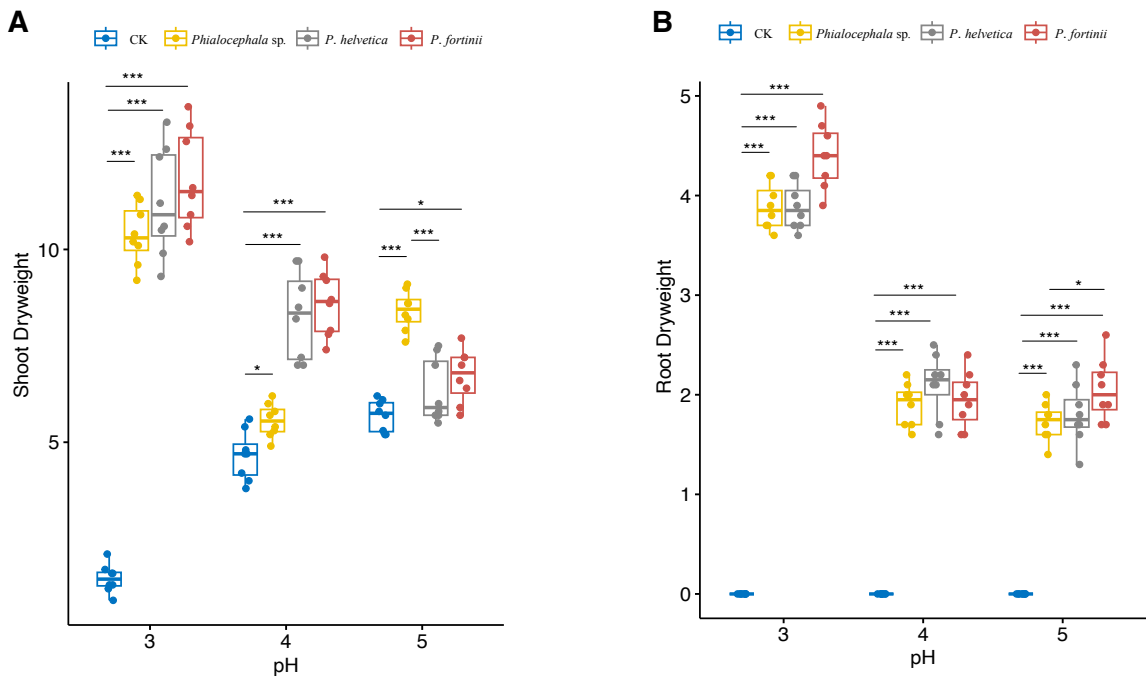 A
CK Phialocephala sp. P. helvetica P. fortinii
Shoot Dryweight
10
5
***
***
***
***
***
*
*
***
***
3 4 5
pH
B
CK Phialocephala sp. P. helvetica P. fortinii
Root Dryweight
5
4
3
2
1
0
***
***
***
***
***
***
*
***
***
***
3 4 5
pH